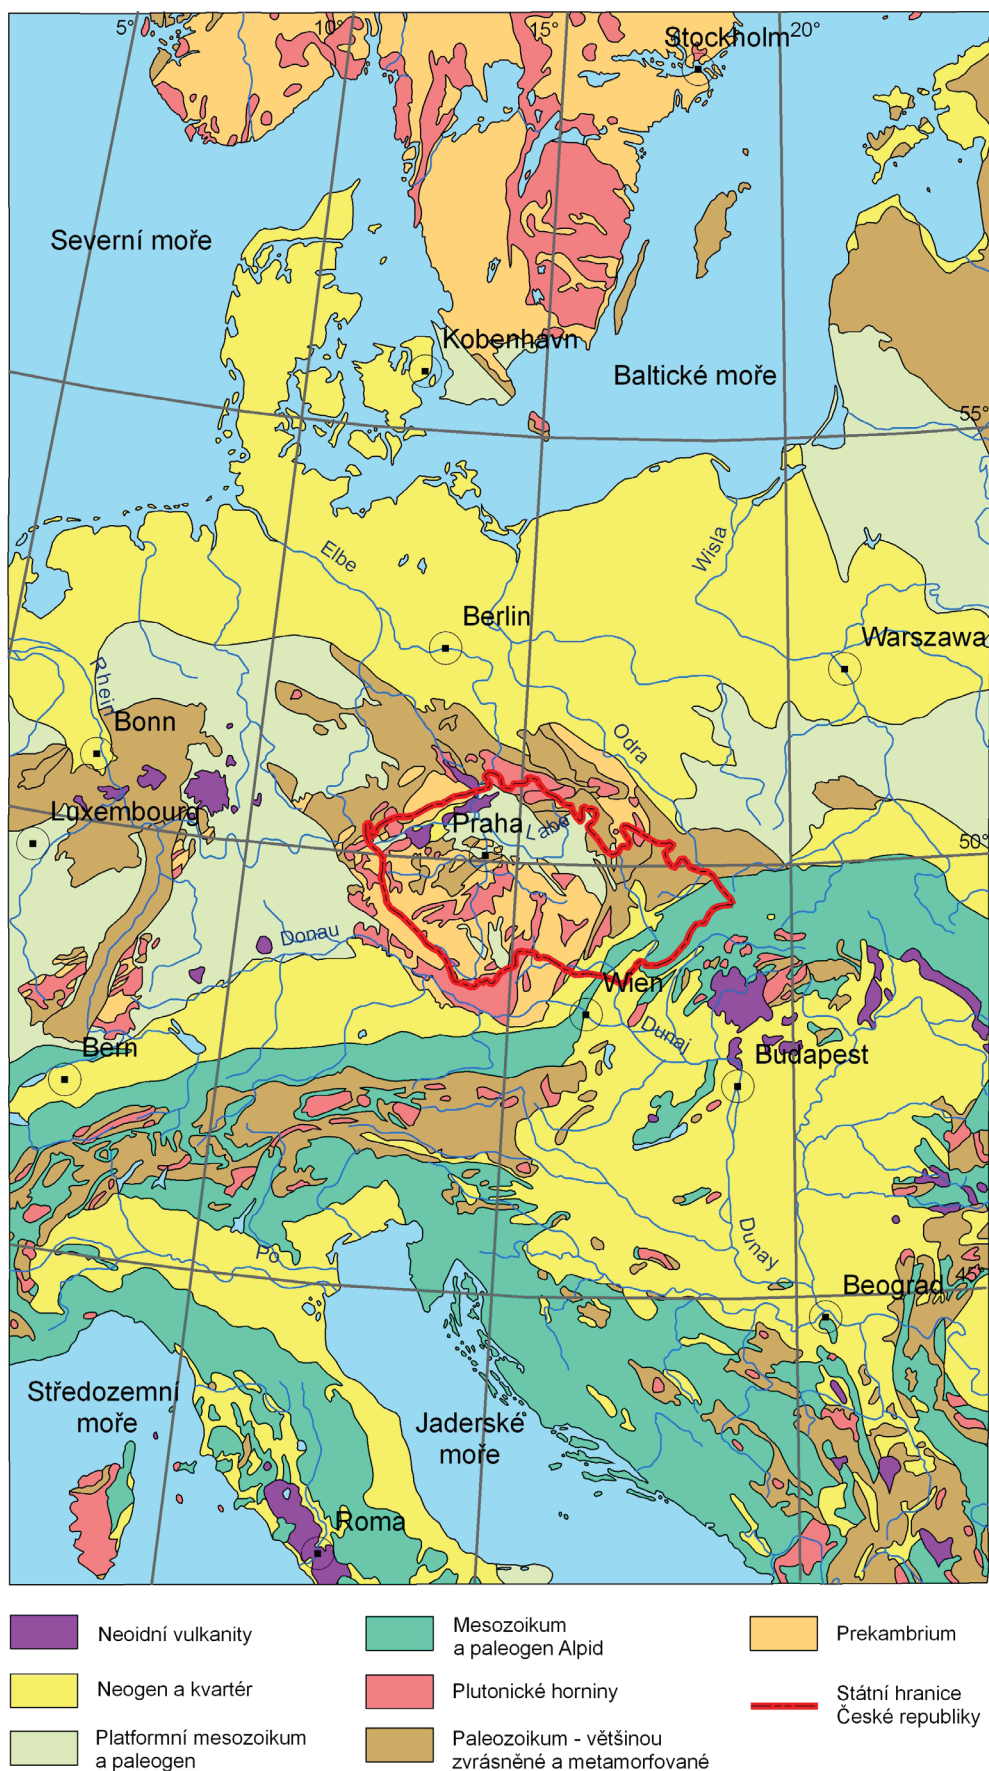 5°
10°
15°
Stockholm
20°
Severní moře
Kobenhavn
Baltické moře
55°
Elbe
Wisla
Berlin
Warszawa
Rhein
Bonn
Odra
Luxembourg
Praha
Labe
50°
Donau
Wien
Dunaj
Bern
Budapest
Po
Dunav
45°
Beograd
Středozemní
moře
Jaderské
moře
Roma
Neoidní vulkanity
Neogen a kvartér
Platformní mesozoikum
a paleogen
Mesozoikum
a paleogen Alpid
Plutonické horniny
Paleozoikum - většinou
zvrásněné a metamorfované
Prekambrium
Státní hranice
České republiky